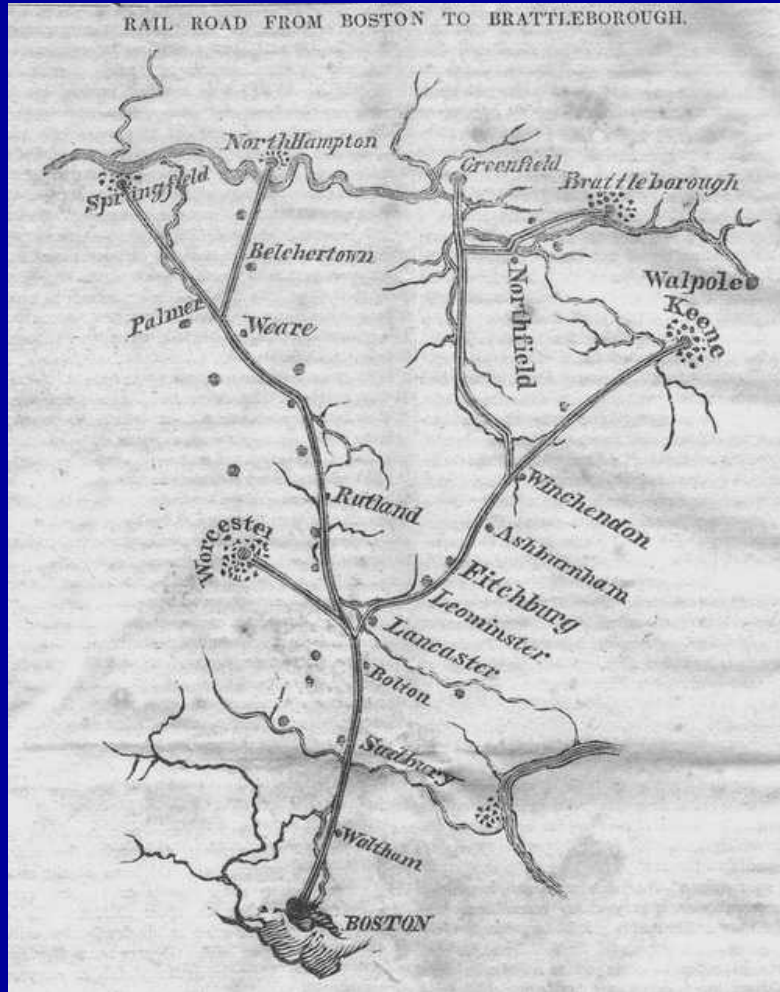 RAIL ROAD FROM BOSTON TO BRATTLEBOROUGH.
NorthHampton
Greenfield
Springfield
Brattleborough
Belchertown
Walpole
Palmer
Weare
Northfield
Keene
Rutland
Winchendon
Worcester
Ashburnham
Fitchburg
Leominster
Lancaster
Bolton
Sudbury
Waltham
BOSTON